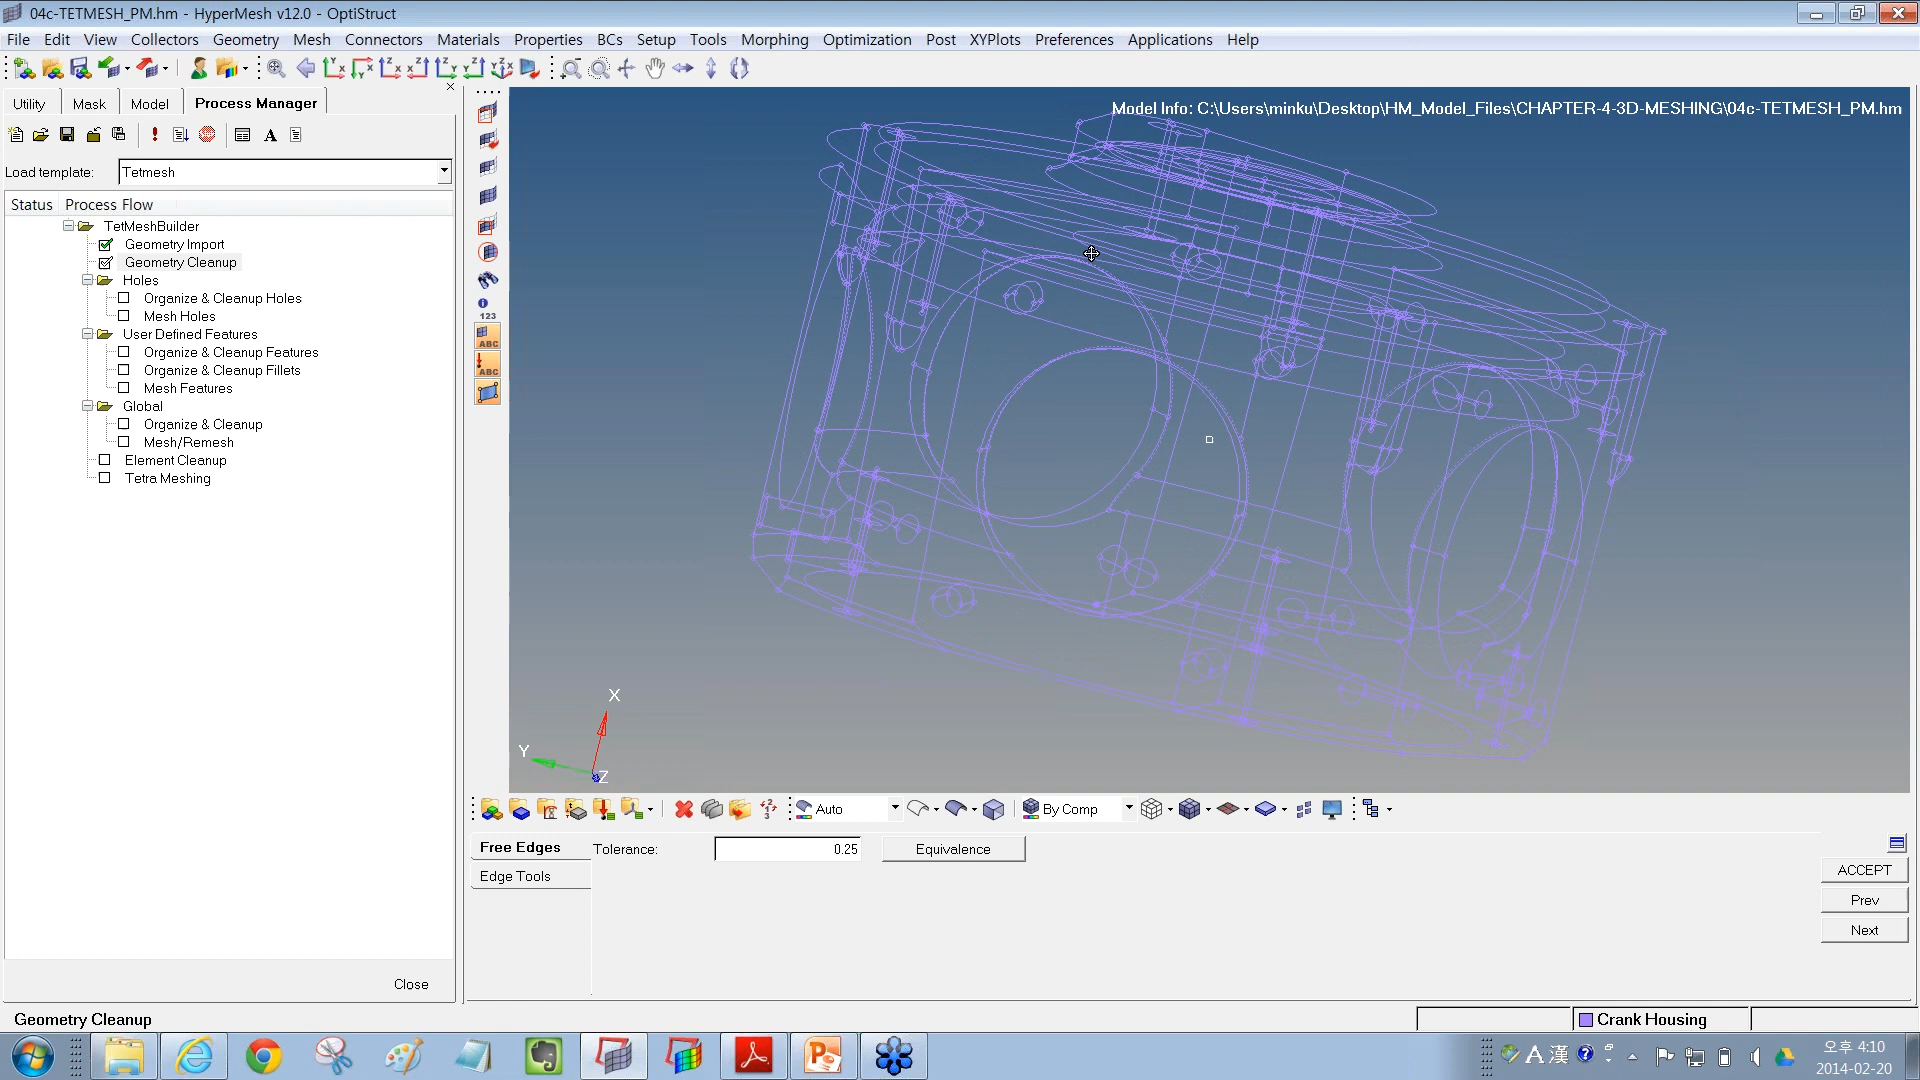 04c-TETMESH_PM.hm - HyperMesh v12.0 - OptiStruct
File Edit View Collectors Geometry Mesh Connectors Materials Properties BCs Setup Tools Morphing Optimization Post XYPlots Preferences Applications Help
Utility Mask Model Process Manager
Model Info: C:\Users\minku\Desktop\HM_Model_Files\CHAPTER-4-3D-MESHING\04c-TETMESH_PM.hm
Load template: Tetmesh
Status Process Flow
TetMeshBuilder
Geometry Import
Geometry Cleanup
Holes
Organize & Cleanup Holes
Mesh Holes
User Defined Features
Organize & Cleanup Features
Organize & Cleanup Fillets
Mesh Features
Global
Organize & Cleanup
Mesh/Remesh
Element Cleanup
Tetra Meshing
123
ABC
ABC
X
Y
Z
Auto
By Comp
Free Edges
Tolerance: 0.25 Equivalence
Edge Tools
ACCEPT
Prev
Next
Close
Geometry Cleanup
Crank Housing
A 漢
오후 4:10
2014-02-20